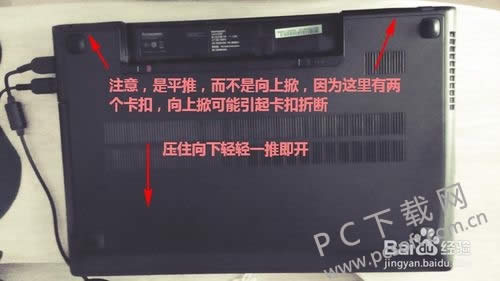 注意，是平推，而不是向上掀，因为这里有两
个卡扣，向上掀可能引起卡扣折断
压住向下轻轻一推即开
PC下载网
Baidu经验
jingyan.baidu.com